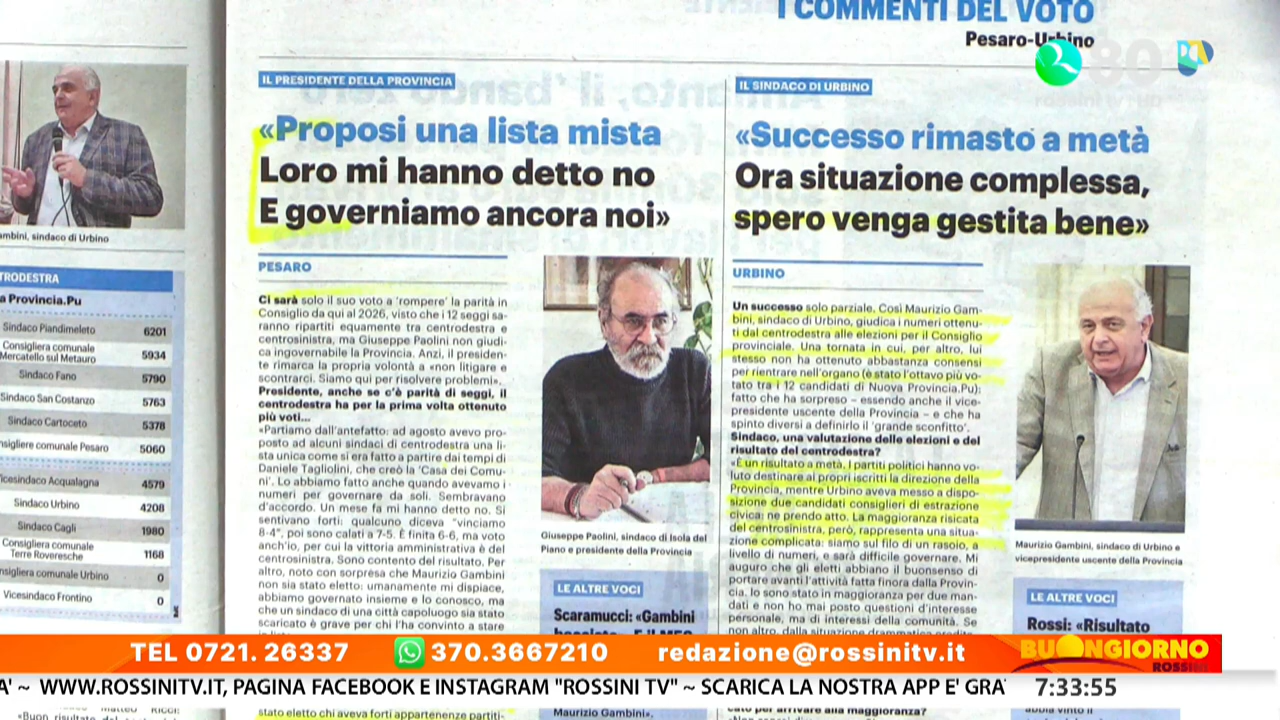 I COMMENTI DEL VOTO
Pesaro-Urbino
80
rossini tv HD
Gambini, sindaco di Urbino
TRODESTRA
a Provincia.Pu
Sindaco Piandimeleto 6201
Consigliera comunale
Mercatello sul Metauro 5934
Sindaco Fano 5790
Sindaco San Costanzo 5763
Sindaco Cartoceto 5378
nsigliere comunale Pesaro 5060
Vicesindaco Acqualagna 4579
Sindaco Urbino 4208
Sindaco Cagli 1980
Consigliera comunale
Terre Roveresche 1168
nsigliera comunale Urbino 0
Vicesindaco Frontino 0
IL PRESIDENTE DELLA PROVINCIA
«Proposi una lista mista
Loro mi hanno detto no
E governiamo ancora noi»
PESARO
Ci sarà solo il suo voto a 'rompere' la parità in
Consiglio da qui al 2026, visto che i 12 seggi sa-
ranno ripartiti equamente tra centrodestra e
centrosinistra, ma Giuseppe Paolini non giudi-
ca ingovernabile la Provincia. Anzi, il presiden-
te rimarca la propria volontà a «non litigare e
scontrarci. Siamo qui per risolvere problemi».
Presidente, anche se c'è parità di seggi, il
centrodestra ha per la prima volta ottenuto
più voti...
«Partiamo dall'antefatto: ad agosto avevo pro-
posto ad alcuni sindaci di centrodestra una li-
sta unica come si era fatto a partire dai tempi di
Daniele Tagliolini, che creò la 'Casa dei Comu-
ni'. Lo abbiamo fatto anche quando avevamo i
numeri per governare da soli. Sembravano
d'accordo. Un mese fa mi hanno detto no. Si
sentivano forti: qualcuno diceva "vinciamo
8-4", poi sono calati a 7-5. È finita 6-6, ma voto
anch'io, per cui la vittoria amministrativa è del
centrosinistra. Sono contento del risultato. Per
altro, noto con sorpresa che Maurizio Gambini
non sia stato eletto: umanamente mi dispiace,
abbiamo governato insieme e lo conosco, ma
che un sindaco di una città capoluogo sia stato
scaricato è grave per chi l'ha convinto a stare
Giuseppe Paolini, sindaco di Isola del
Piano e presidente della Provincia
LE ALTRE VOCI
Scaramucci: «Gambini
IL SINDACO DI URBINO
«Successo rimasto a metà
Ora situazione complessa,
spero venga gestita bene»
URBINO
Un successo solo parziale. Così Maurizio Gam-
bini, sindaco di Urbino, giudica i numeri ottenu-
ti dal centrodestra alle elezioni per il Consiglio
provinciale. Una tornata in cui, per altro, lui
stesso non ha ottenuto abbastanza consensi
per rientrare nell'organo (è stato l'ottavo più vo-
tato tra i 12 candidati di Nuova Provincia.Pu);
fatto che ha sorpreso – essendo anche il vice-
presidente uscente della Provincia – e che ha
spinto diversi a definirlo il 'grande sconfitto'.
Sindaco, una valutazione delle elezioni e del
risultato del centrodestra?
«È un risultato a metà. I partiti politici hanno vo-
luto destinare ai propri iscritti la direzione della
Provincia, mentre Urbino aveva messo a dispo-
sizione due candidati consiglieri di estrazione
civica: ne prendo atto. La maggioranza risicata
del centrosinistra, però, rappresenta una situa-
zione complicata: siamo sul filo di un rasoio, a
livello di numeri, e sarà difficile governare. Mi
auguro che gli eletti abbiano il buonsenso di
portare avanti l'attività fatta finora dalla Provin-
cia. Io sono stato in maggioranza per due man-
dati e non ho mai posto questioni d'interesse
personale, ma di interessi della comunità. Se
Maurizio Gambini, sindaco di Urbino e
vicepresidente uscente della Provincia
LE ALTRE VOCI
Rossi: «Risultato
TEL 0721. 26337
370.3667210
redazione@rossinitv.it
BUONGIORNO
ROSSINI
A' ~ WWW.ROSSINITV.IT, PAGINA FACEBOOK E INSTAGRAM "ROSSINI TV" ~ SCARICA LA NOSTRA APP E' GRA
7:33:55
stato eletto chi aveva forti appartenenze partiti-
Maurizio Gambini».